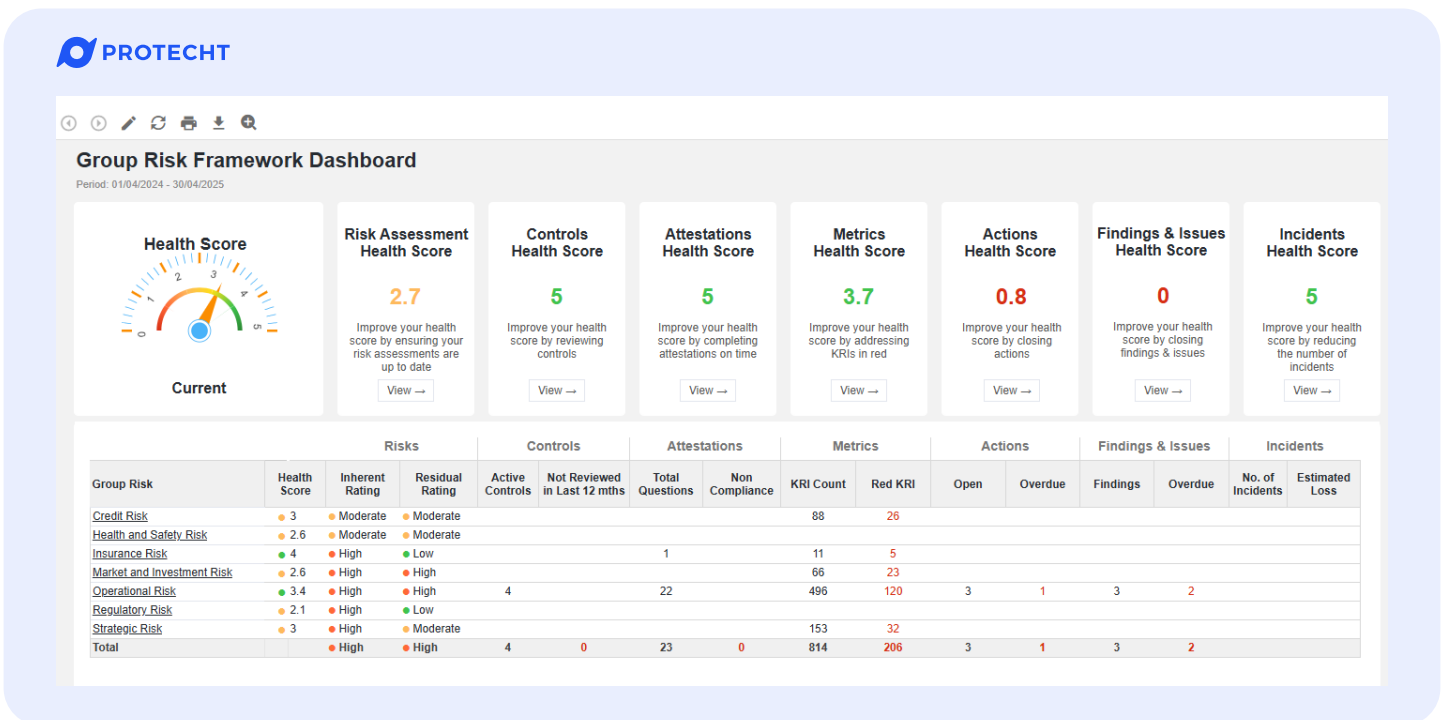 PROTECHT
Group Risk Framework Dashboard
Period: 01/04/2024 - 30/04/2025
Health Score
0 1 2 3 4 5
Current
Risk Assessment
Health Score
2.7
Improve your health
score by ensuring your
risk assessments are
up to date
View →
Controls
Health Score
5
Improve your health
score by reviewing
controls
View →
Attestations
Health Score
5
Improve your health
score by completing
attestations on time
View →
Metrics
Health Score
3.7
Improve your health
score by addressing
KRIs in red
View →
Actions
Health Score
0.8
Improve your health
score by closing
actions
View →
Findings & Issues
Health Score
0
Improve your health
score by closing
findings & issues
View →
Incidents
Health Score
5
Improve your health
score by reducing
the number of
incidents
View →
Risks Controls Attestations Metrics Actions Findings & Issues Incidents
Group Risk Health Score Inherent Rating Residual Rating Active Controls Not Reviewed in Last 12 mths Total Questions Non Compliance KRI Count Red KRI Open Overdue Findings Overdue No. of Incidents Estimated Loss
Credit Risk 3 Moderate Moderate 88 26
Health and Safety Risk 2.6 Moderate Moderate
Insurance Risk 4 High Low 1 11 5
Market and Investment Risk 2.6 High High 66 23
Operational Risk 3.4 High High 4 22 496 120 3 1 3 2
Regulatory Risk 2.1 High Low
Strategic Risk 3 High Moderate 153 32
Total High High 4 0 23 0 814 206 3 1 3 2